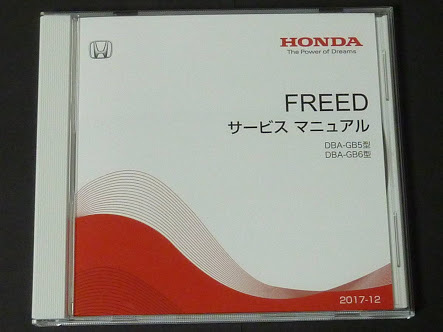 HONDA
The Power of Dreams
FREED
サービス マニュアル
DBA-GB5型
DBA-GB6型
2017-12